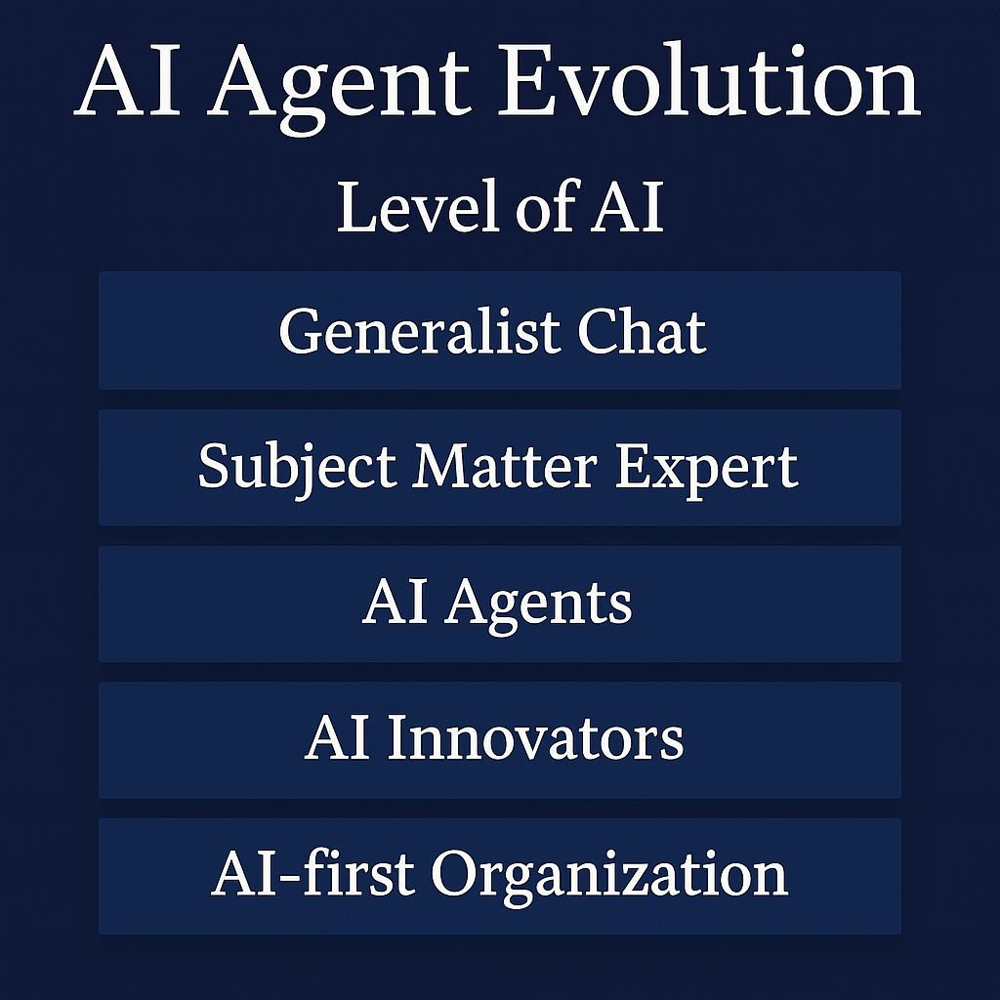 AI Agent Evolution
Level of AI
Generalist Chat
Subject Matter Expert
AI Agents
AI Innovators
AI-first Organization